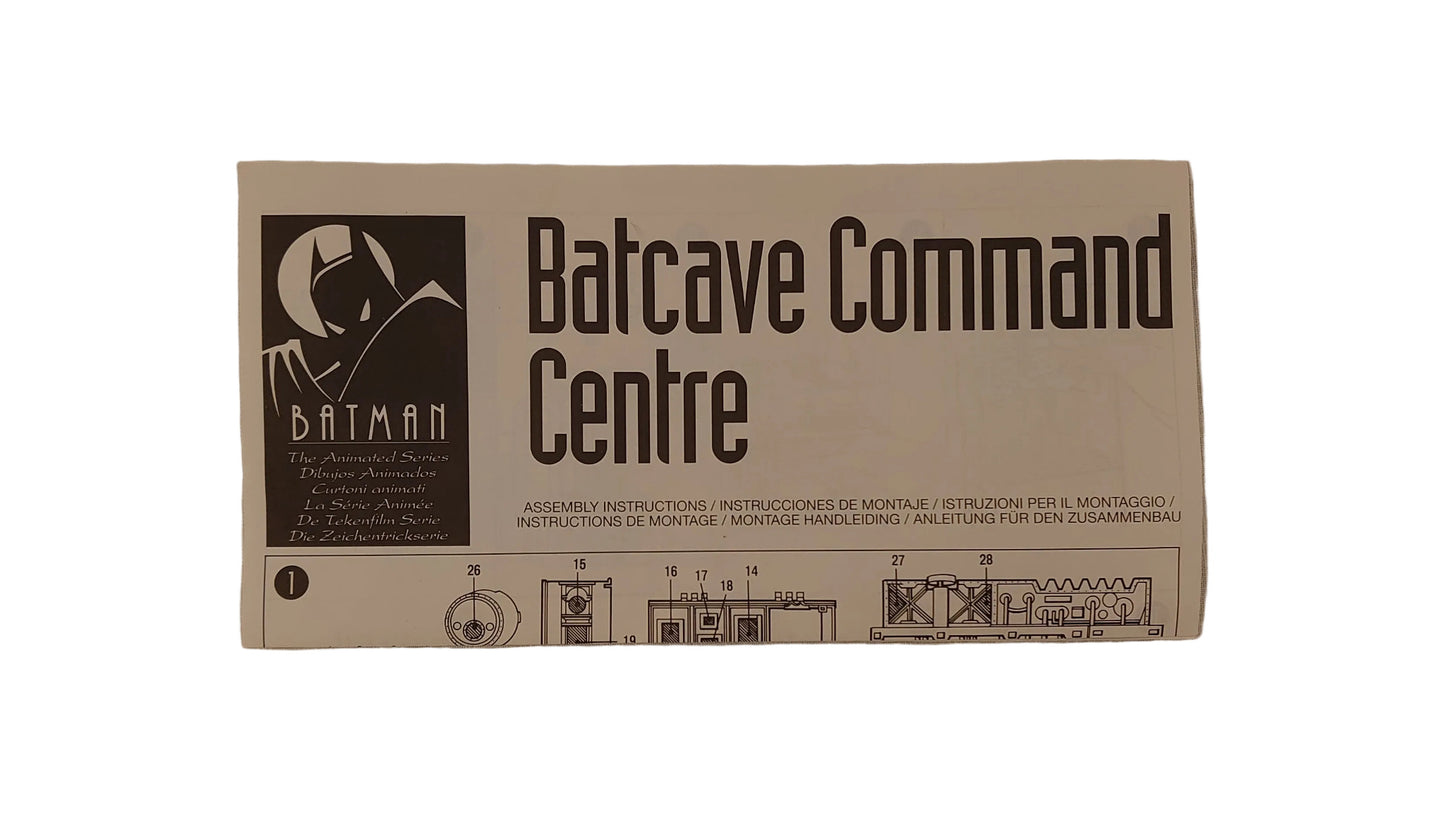 BATMAN
The Animated Series
Dibujos Animados
Curtoni animati
La Série Animée
De Tekenfilm Serie
Die Zeichentrickserie
Batcave Command
Centre
ASSEMBLY INSTRUCTIONS / INSTRUCCIONES DE MONTAJE / ISTRUZIONI PER IL MONTAGGIO /
INSTRUCTIONS DE MONTAGE / MONTAGE HANDLEIDING / ANLEITUNG FÜR DEN ZUSAMMENBAU
1
26
15
16
17
18
14
27
28
19